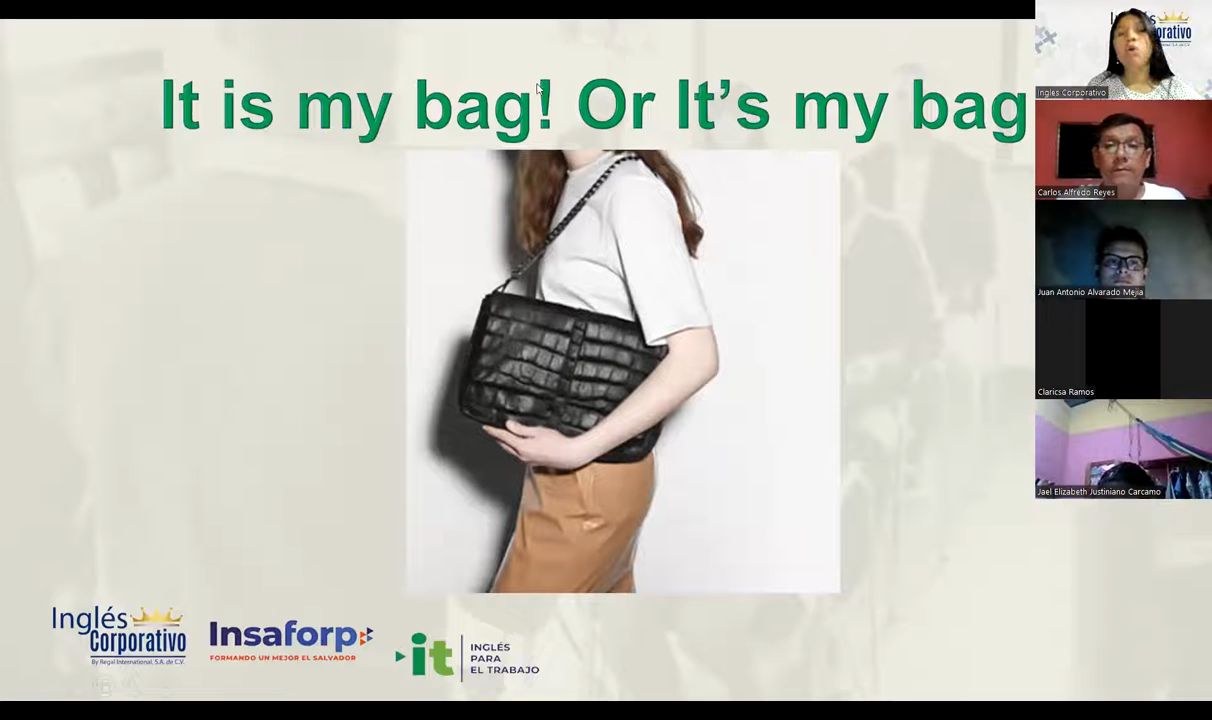 It is my bag! Or It's my bag
Inglés Corporativo
Carlos Alfredo Reyes
Juan Antonio Alvarado Mejia
Claricsa Ramos
Jael Elizabeth Justiniano Carcamo
Inglés
Corporativo
By Regal International, S.A. de C.V.
Insaforp
FORMANDO UN MEJOR EL SALVADOR
it
INGLÉS
PARA
EL TRABAJO